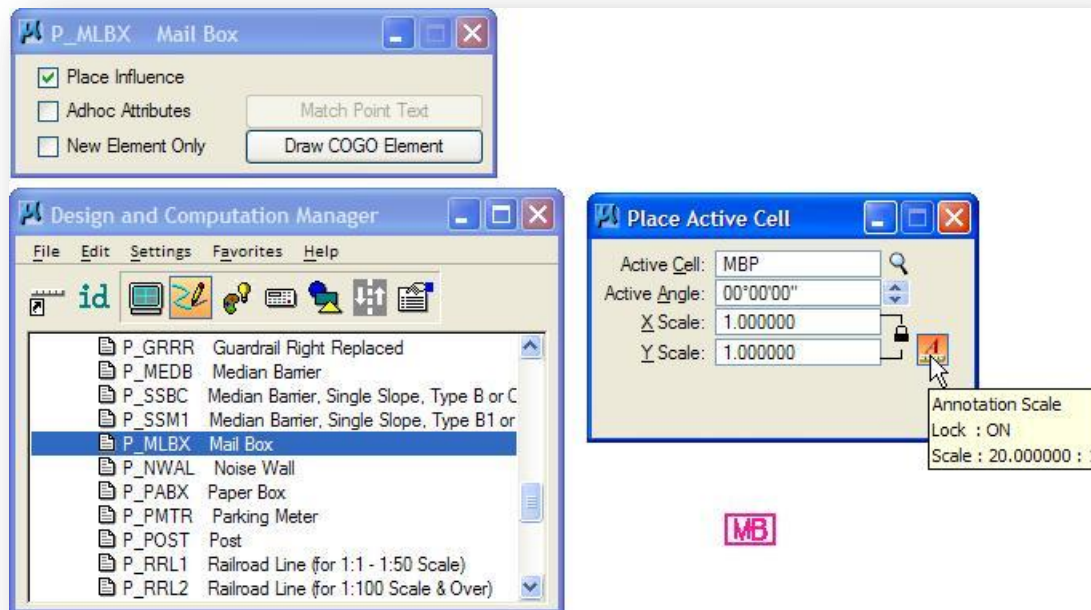 P_MLBX Mail Box
Place Influence
Adhoc Attributes
Match Point Text
New Element Only
Draw COGO Element
Design and Computation Manager
File Edit Settings Favorites Help
id
P_GRRR Guardrail Right Replaced
P_MEDB Median Barrier
P_SSBC Median Barrier, Single Slope, Type B or C
P_SSM1 Median Barrier, Single Slope, Type B1 or
P_MLBX Mail Box
P_NWAL Noise Wall
P_PABX Paper Box
P_PMTR Parking Meter
P_POST Post
P_RRL1 Railroad Line (for 1:1 - 1:50 Scale)
P_RRL2 Railroad Line (for 1:100 Scale & Over)
Place Active Cell
Active Cell: MBP
Active Angle: 00°00'00"
X Scale: 1.000000
Y Scale: 1.000000
A
Annotation Scale
Lock : ON
Scale : 20.000000 :
MB